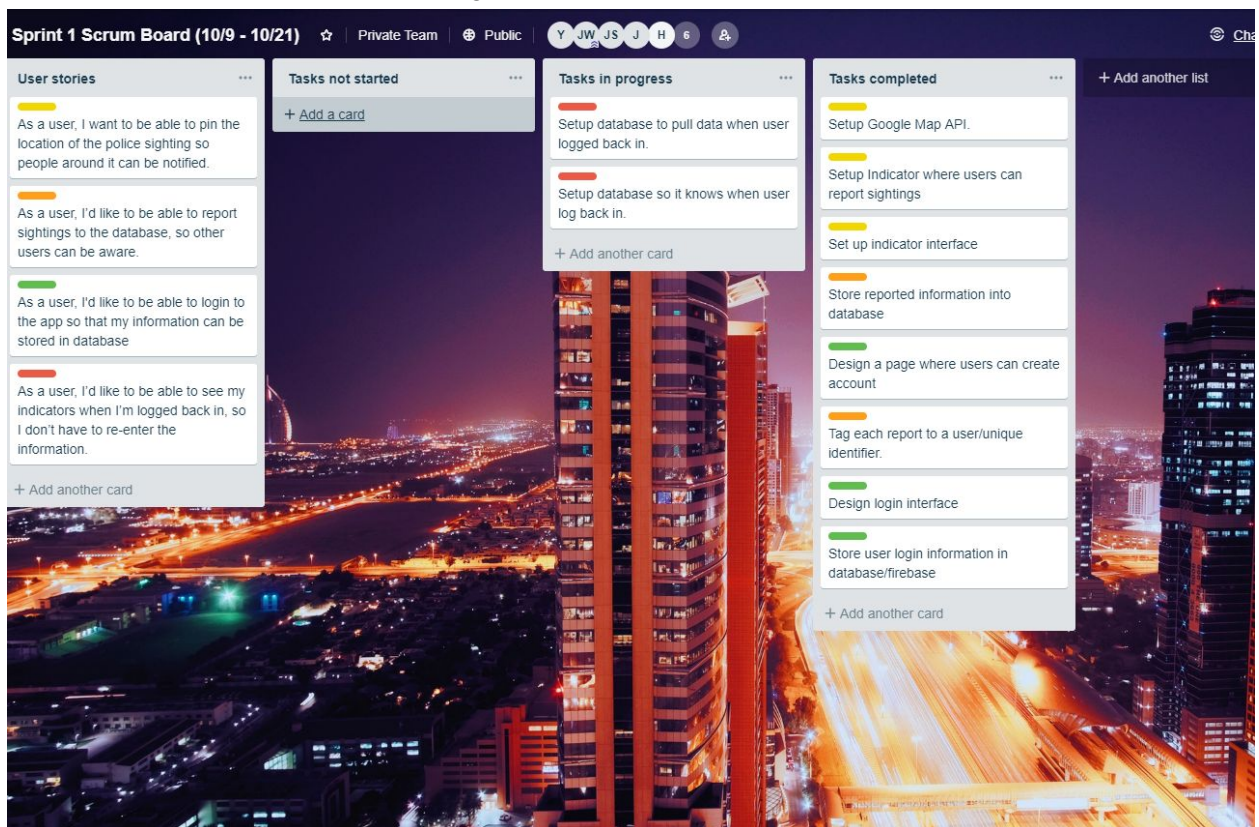 Sprint 1 Scrum Board (10/9 - 10/21)
Private Team
Public
Y
JW
JS
J
H
6
User stories
As a user, I want to be able to pin the
location of the police sighting so
people around it can be notified.
As a user, I'd like to be able to report
sightings to the database, so other
users can be aware.
As a user, I'd like to be able to login to
the app so that my information can be
stored in database
As a user, I'd like to be able to see my
indicators when I'm logged back in, so
I don't have to re-enter the
information.
+ Add another card
Tasks not started
+ Add a card
Tasks in progress
Setup database to pull data when user
logged back in.
Setup database so it knows when user
log back in.
+ Add another card
Tasks completed
Setup Google Map API.
Setup Indicator where users can
report sightings
Set up indicator interface
Store reported information into
database
Design a page where users can create
account
Tag each report to a user/unique
identifier.
Design login interface
Store user login information in
database/firebase
+ Add another card
+ Add another list